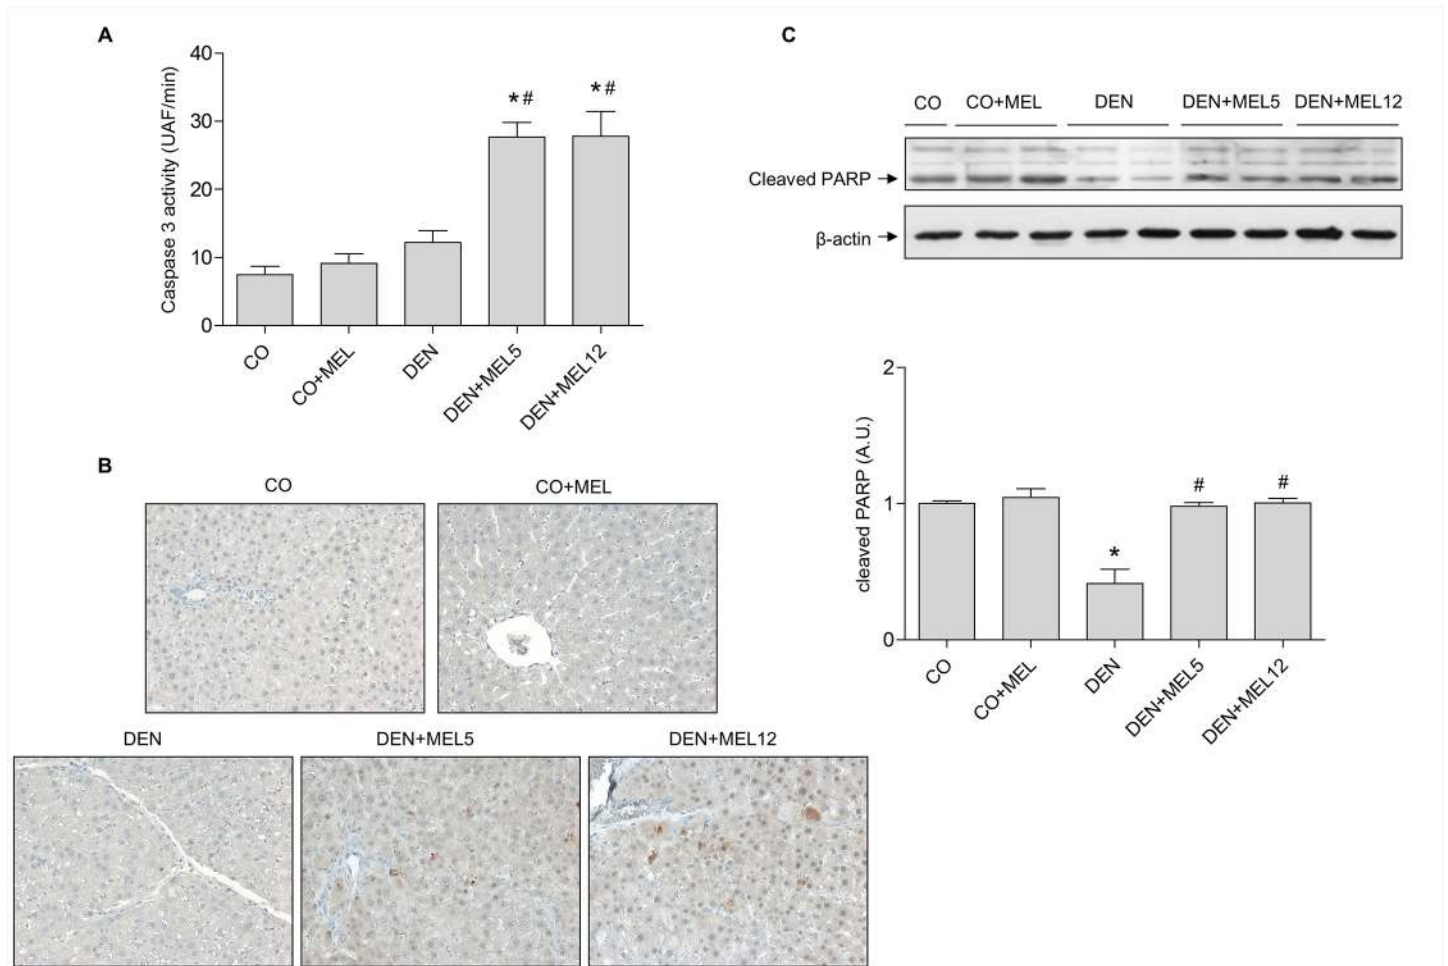 A
Caspase 3 activity (UAF/min)
40
30
20
10
0
*#
*#
CO
CO+MEL
DEN
DEN+MEL5
DEN+MEL12
B
CO
CO+MEL
DEN
DEN+MEL5
DEN+MEL12
C
CO CO+MEL DEN DEN+MEL5 DEN+MEL12
Cleaved PARP
β-actin
cleaved PARP (A.U.)
2
1
0
*
#
#
CO
CO+MEL
DEN
DEN+MEL5
DEN+MEL12